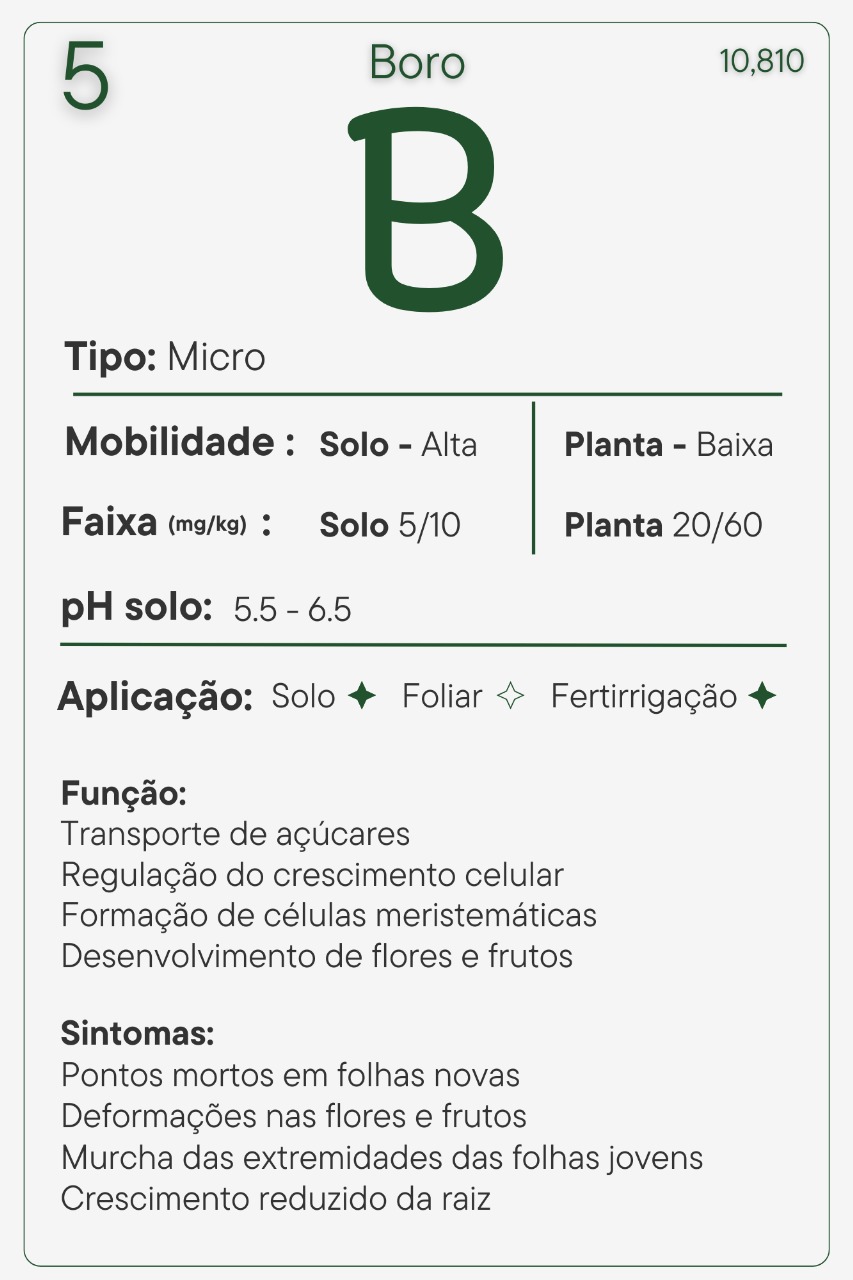 5 Boro 10,810
B
Tipo: Micro
Mobilidade : Solo - Alta Planta - Baixa
Faixa (mg/kg) : Solo 5/10 Planta 20/60
pH solo: 5.5 - 6.5
Aplicação: Solo ✦ Foliar ✧ Fertirrigação ✦
Função:
Transporte de açúcares
Regulação do crescimento celular
Formação de células meristemáticas
Desenvolvimento de flores e frutos
Sintomas:
Pontos mortos em folhas novas
Deformações nas flores e frutos
Murcha das extremidades das folhas jovens
Crescimento reduzido da raiz